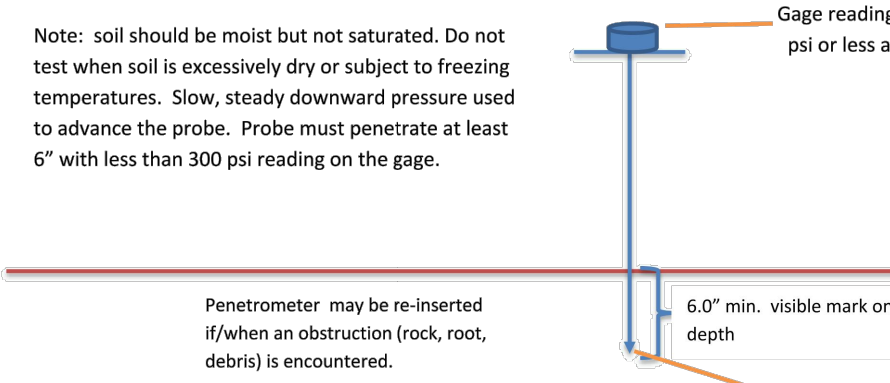 Note:  soil should be moist but not saturated. Do not
test when soil is excessively dry or subject to freezing
temperatures.  Slow, steady downward pressure used
to advance the probe.  Probe must penetrate at least
6” with less than 300 psi reading on the gage.
Gage reading
psi or less a
Penetrometer  may be re-inserted
if/when an obstruction (rock, root,
debris) is encountered.
6.0” min.  visible mark on
depth